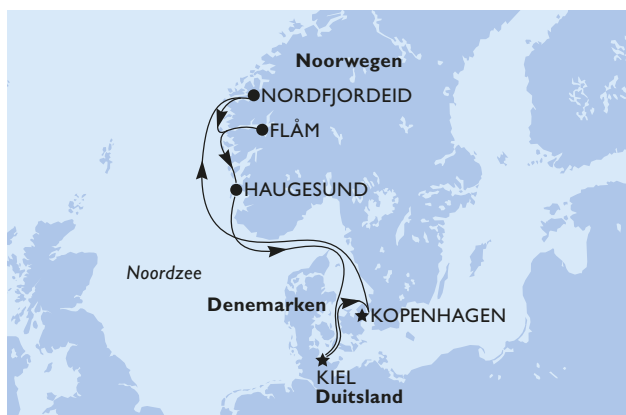 Noorwegen
NORDFJORDEID
FLÅM
HAUGESUND
Noordzee
Denemarken
KOPENHAGEN
KIEL
Duitsland